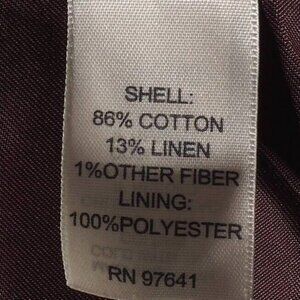 SHELL:
86% COTTON
13% LINEN
1%OTHER FIBER
LINING:
100%POLYESTER
RN 97641